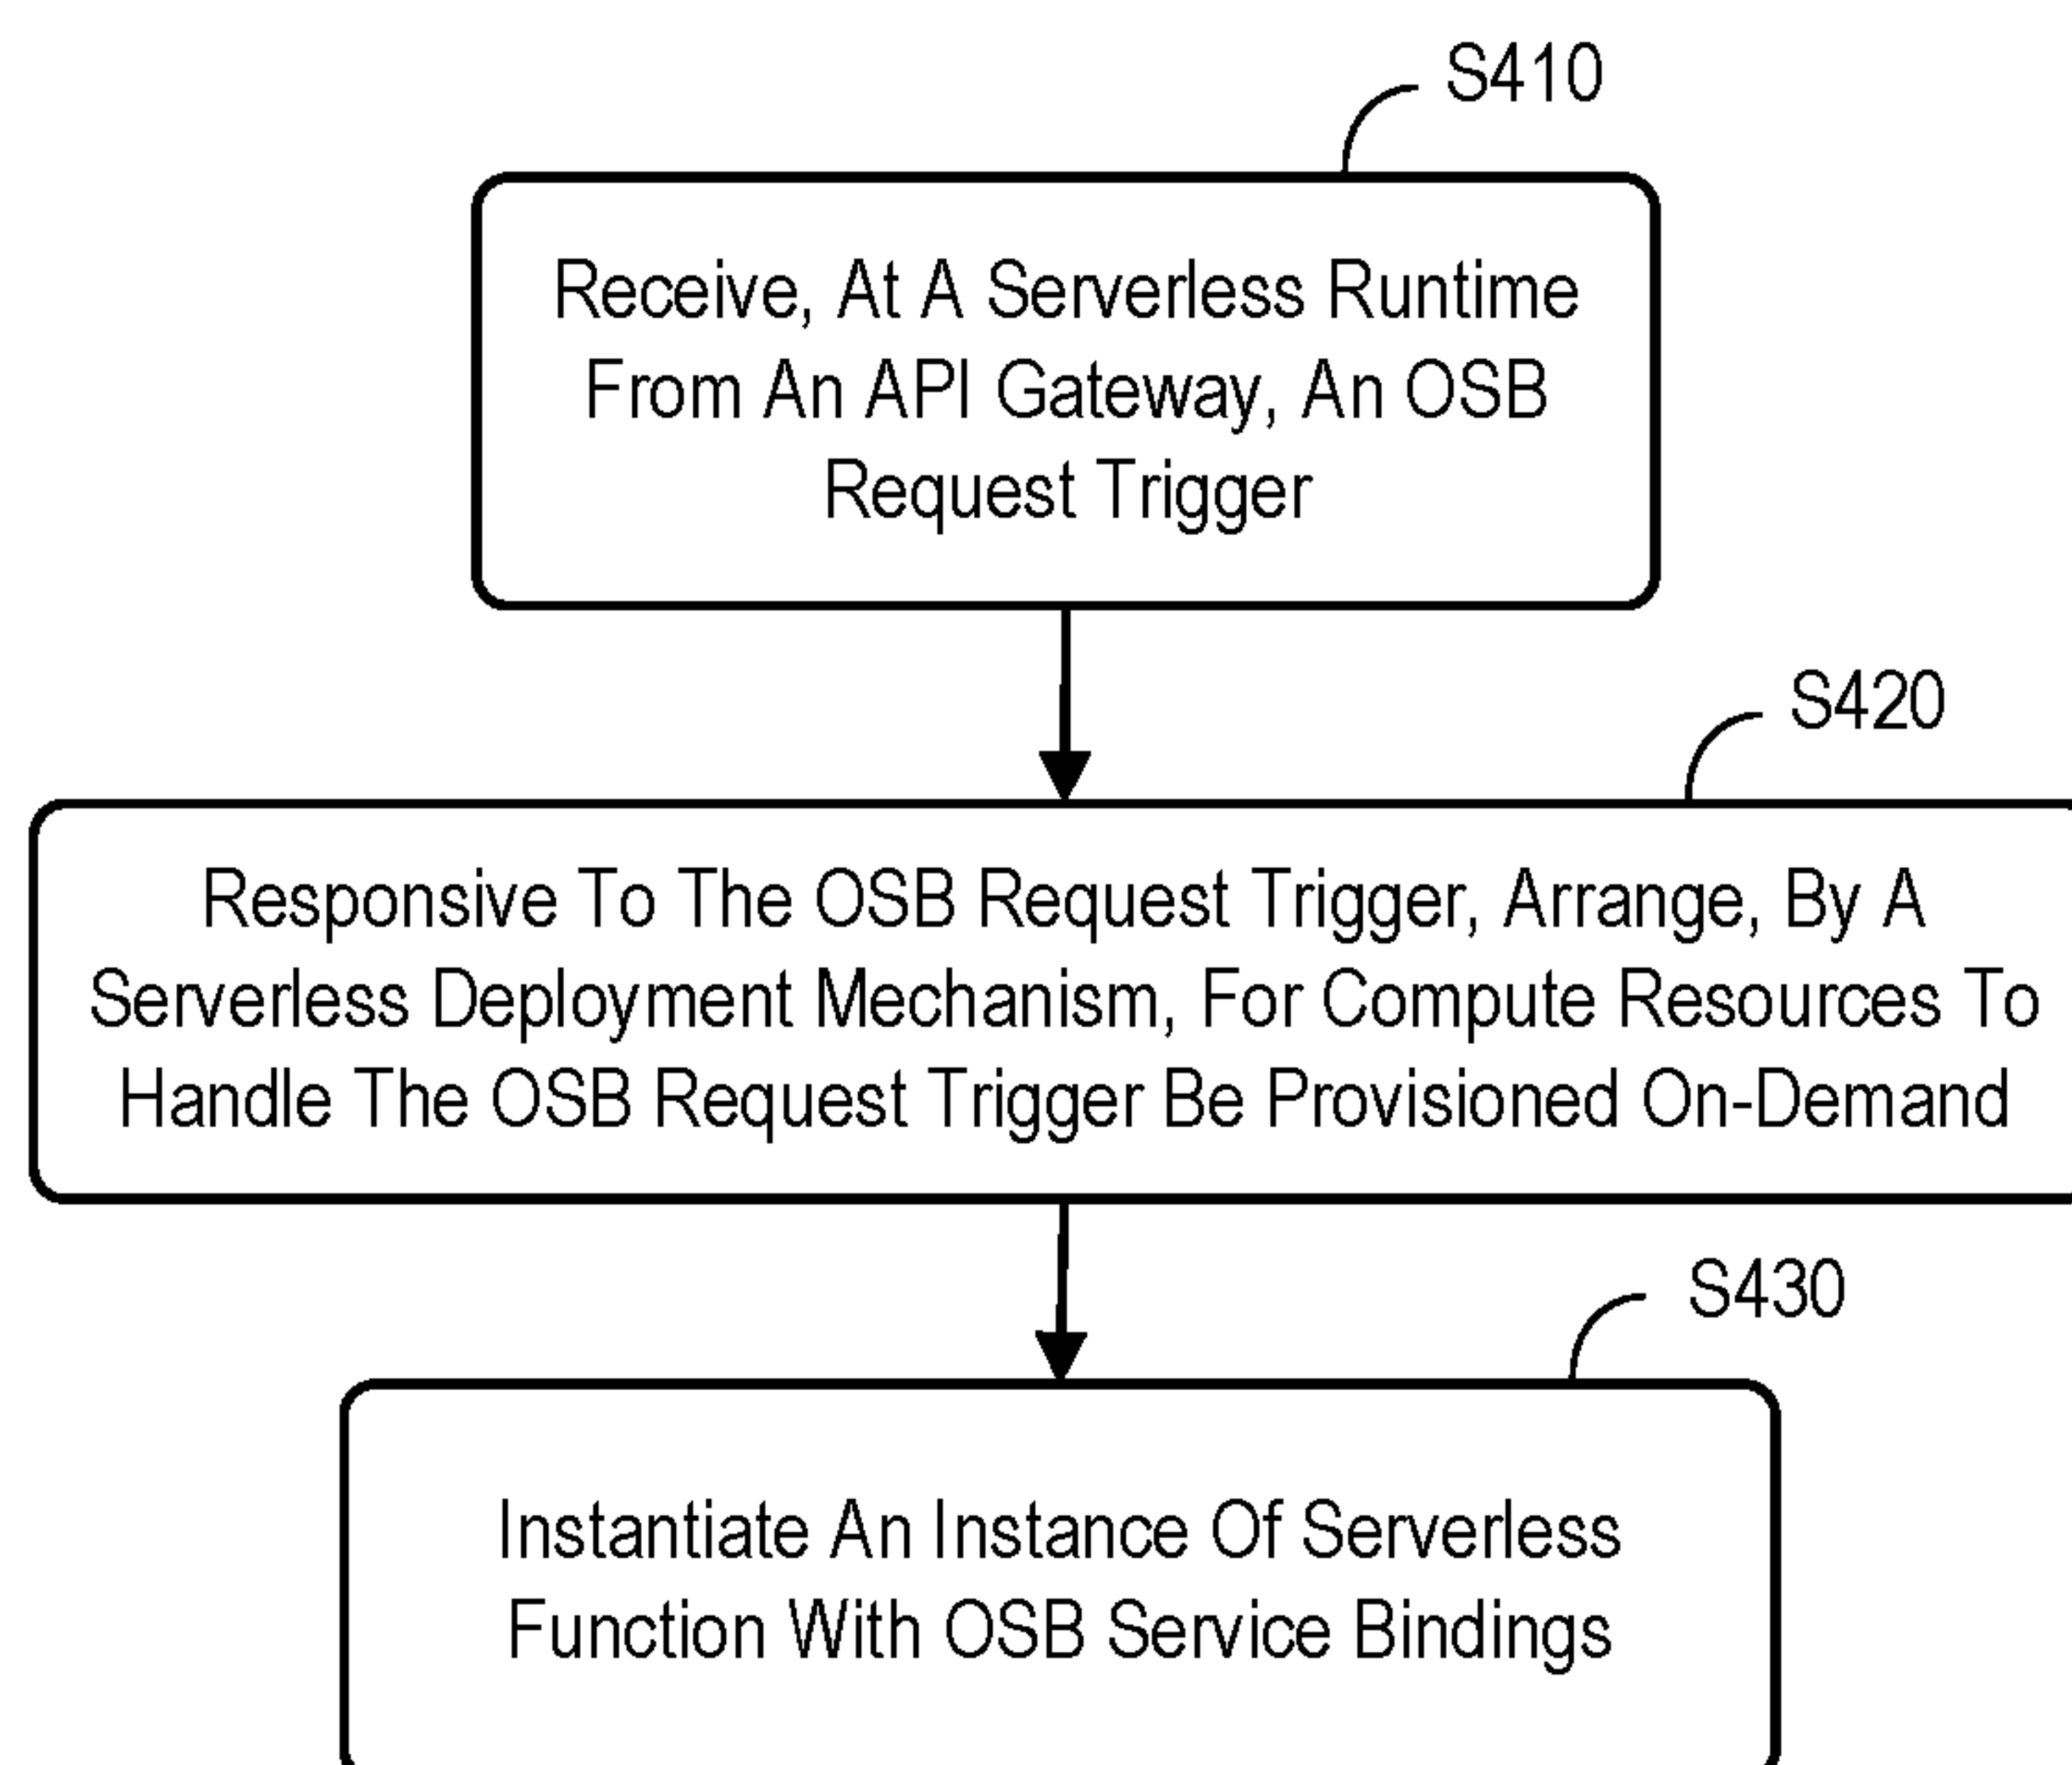 S410
Receive, At A Serverless Runtime
From An API Gateway, An OSB
Request Trigger
S420
Responsive To The OSB Request Trigger, Arrange, By A
Serverless Deployment Mechanism, For Compute Resources To
Handle The OSB Request Trigger Be Provisioned On-Demand
S430
Instantiate An Instance Of Serverless
Function With OSB Service Bindings